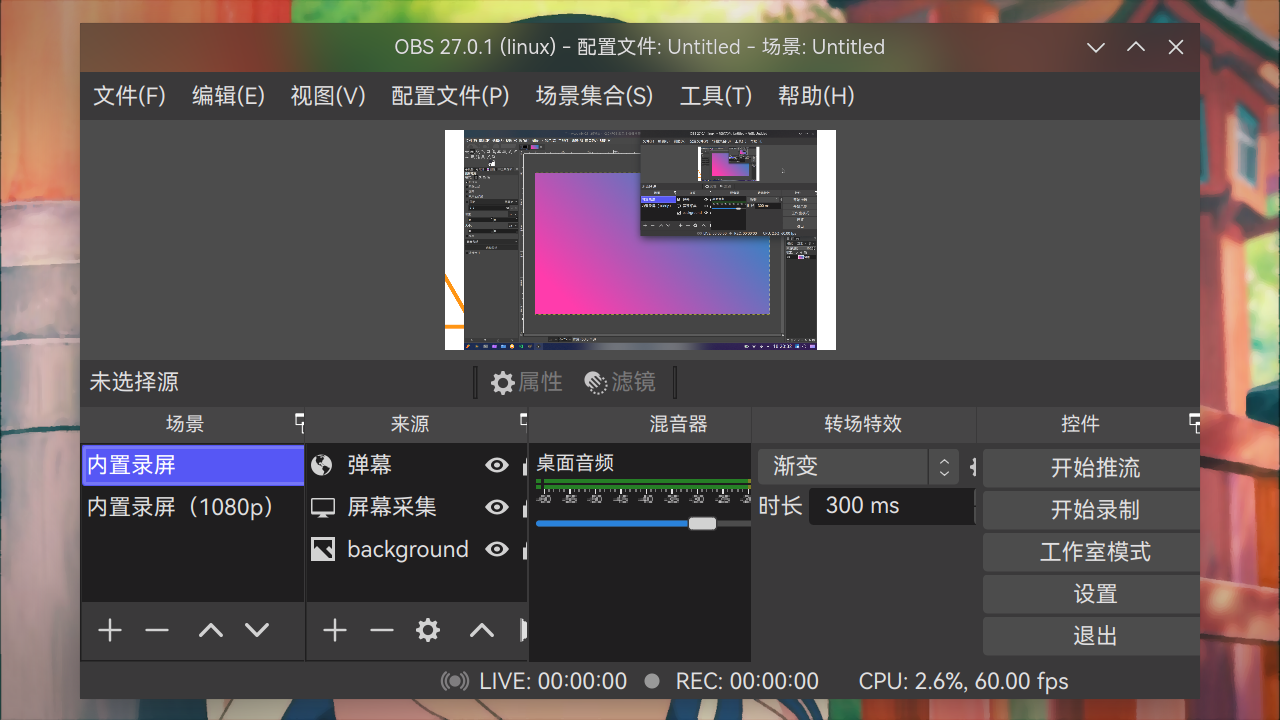 OBS 27.0.1 (linux) - 配置文件: Untitled - 场景: Untitled
文件(F) 编辑(E) 视图(V) 配置文件(P) 场景集合(S) 工具(T) 帮助(H)
未选择源 属性 滤镜
场景 来源 混音器 转场特效 控件
内置录屏
内置录屏（1080p）
弹幕
屏幕采集
background
桌面音频
-60 -55 -50 -45 -40 -35 -30 -25
渐变
时长 300 ms
开始推流
开始录制
工作室模式
设置
退出
LIVE: 00:00:00 REC: 00:00:00 CPU: 2.6%, 60.00 fps